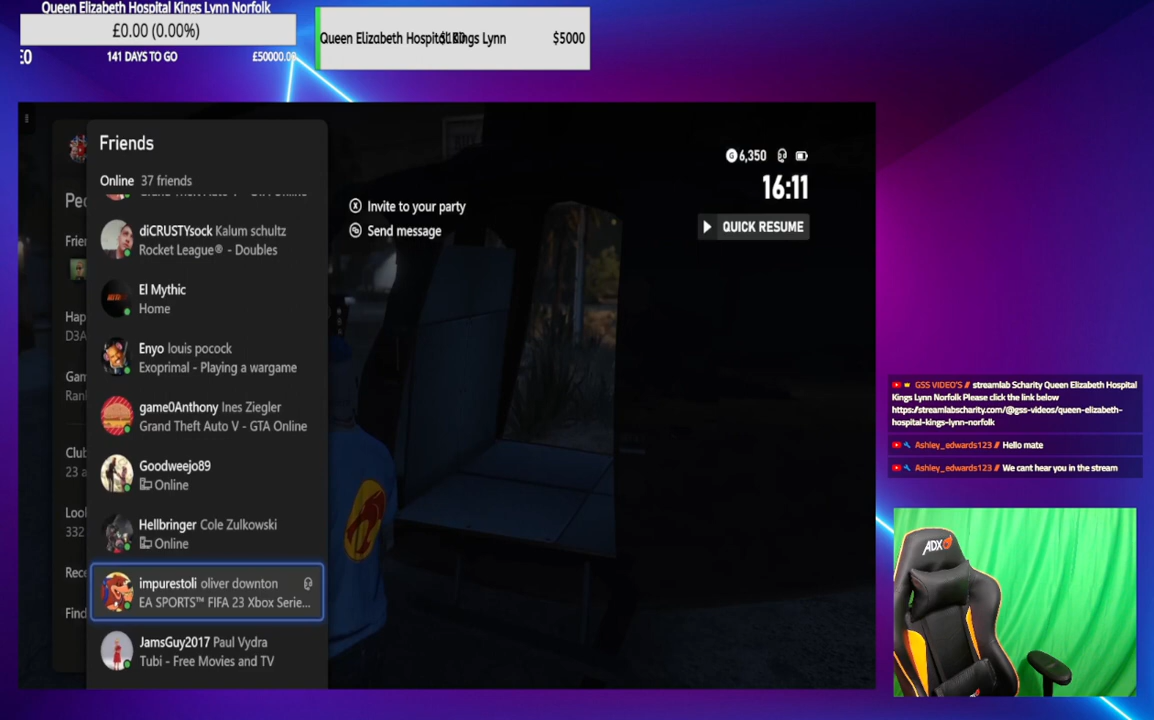 Queen Elizabeth Hospital Kings Lynn Norfolk
£0.00 (0.00%)
141 DAYS TO GO
£50000.00
Queen Elizabeth Hospital Kings Lynn
$5000
Friends
Online 37 friends
diCRUSTYsock Kalum schultz
Rocket League® - Doubles
El Mythic
Home
Enyo louis pocock
Exoprimal - Playing a wargame
game0Anthony Ines Ziegler
Grand Theft Auto V - GTA Online
Goodweejo89
Online
Hellbringer Cole Zulkowski
Online
impurestoli oliver downton
EA SPORTS™ FIFA 23 Xbox Serie...
JamsGuy2017 Paul Vydra
Tubi - Free Movies and TV
Invite to your party
Send message
6,350
16:11
QUICK RESUME
GSS VIDEO'S // streamlab Scharity Queen Elizabeth Hospital
Kings Lynn Norfolk Please click the link below
https://streamlabscharity.com/@gss-videos/queen-elizabeth-
hospital-kings-lynn-norfolk
Ashley_edwards123 // Hello mate
Ashley_edwards123 // We cant hear you in the stream
ADX